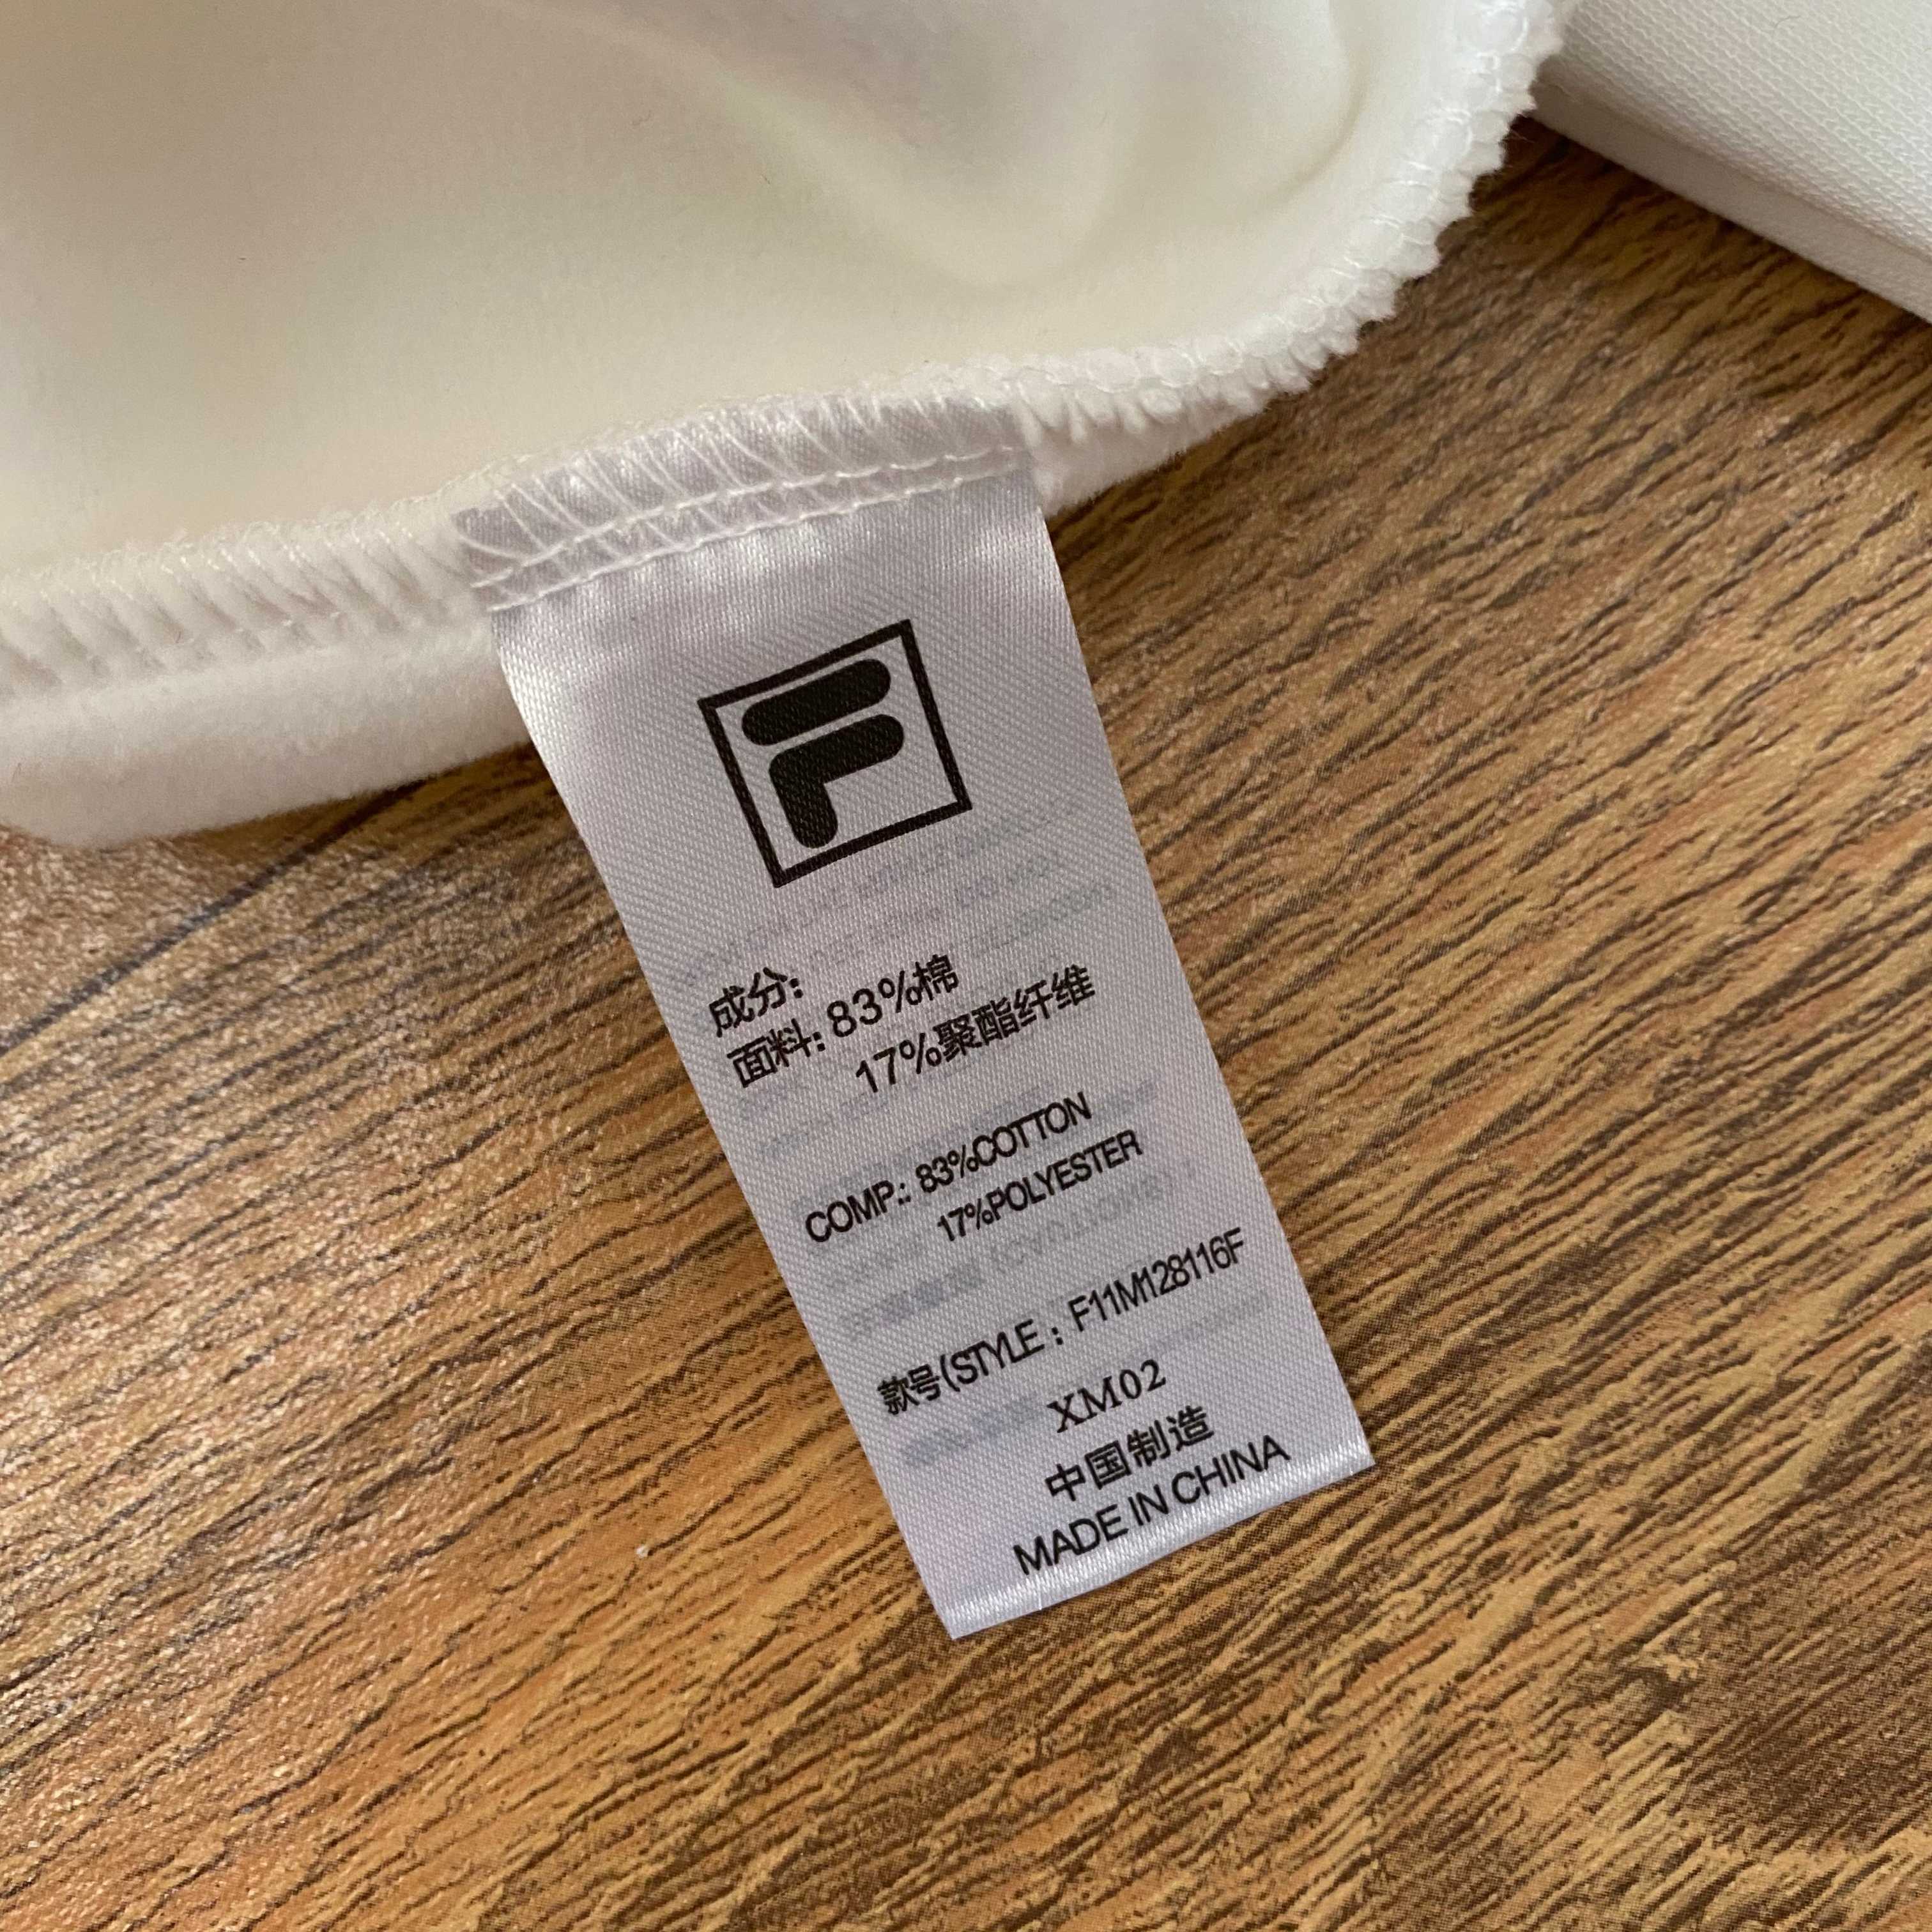 F
成分:
面料: 83%棉
17%聚酯纤维
COMP.: 83%COTTON
17%POLYESTER
款号(STYLE : F11M128116F
XM02
中国制造
MADE IN CHINA